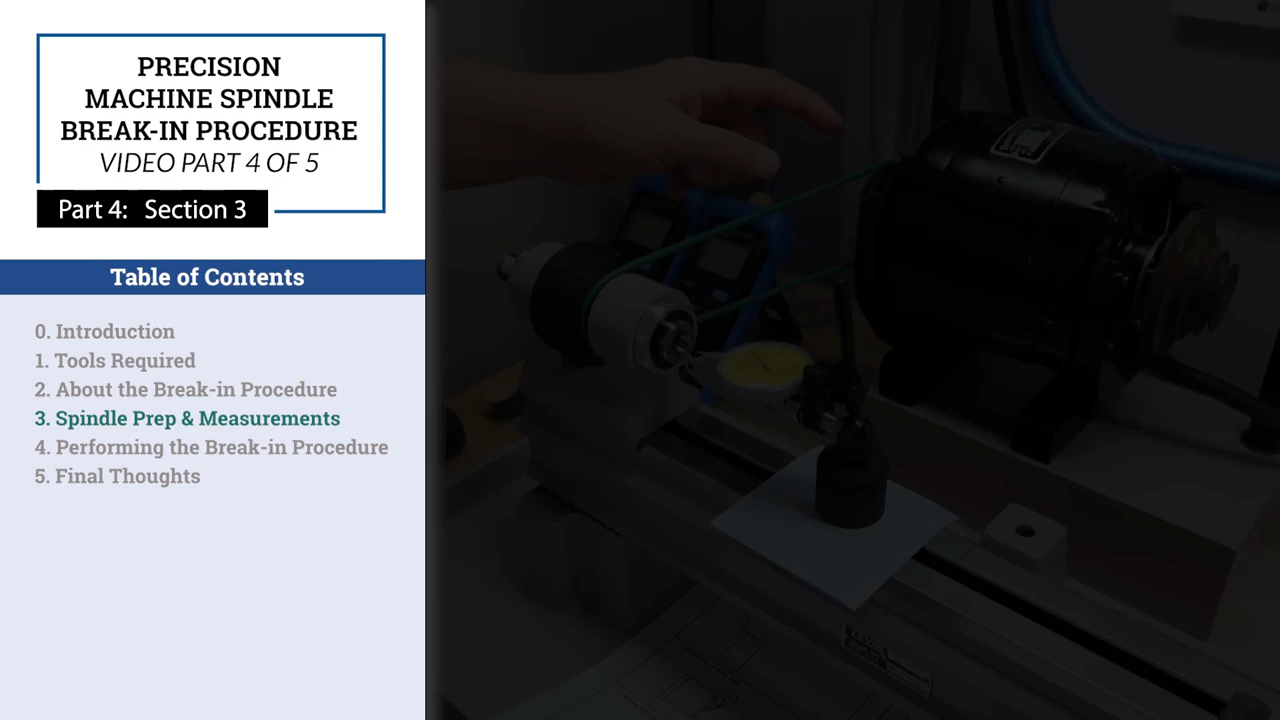 PRECISION
MACHINE SPINDLE
BREAK-IN PROCEDURE
VIDEO PART 4 OF 5
Part 4: Section 3
Table of Contents
0. Introduction
1. Tools Required
2. About the Break-in Procedure
3. Spindle Prep & Measurements
4. Performing the Break-in Procedure
5. Final Thoughts